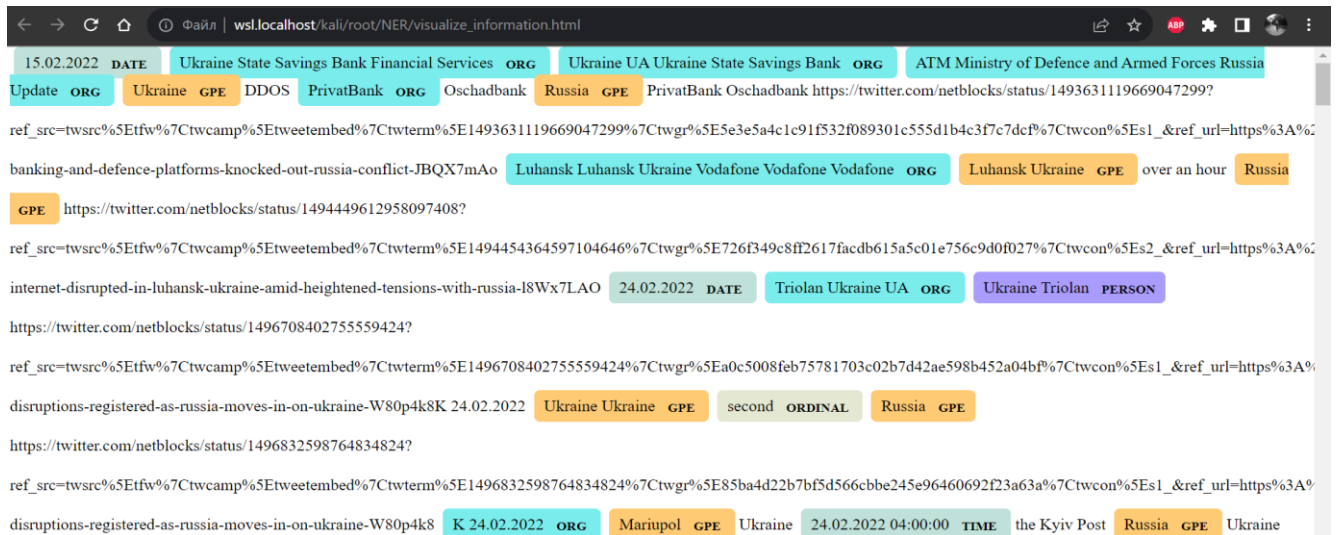 Файл | wsl.localhost/kali/root/NER/visualize_information.html
ABP
15.02.2022 DATE Ukraine State Savings Bank Financial Services ORG Ukraine UA Ukraine State Savings Bank ORG ATM Ministry of Defence and Armed Forces Russia
Update ORG Ukraine GPE DDOS PrivatBank ORG Oschadbank Russia GPE PrivatBank Oschadbank https://twitter.com/netblocks/status/1493631119669047299?
ref_src=twsrc%5Etfw%7Ctwcamp%5Etweetembed%7Ctwterm%5E1493631119669047299%7Ctwgr%5E5e3e5a4c1c91f532f089301c555d1b4c3f7c7dcf%7Ctwcon%5Es1_&ref_url=https%3A%2
banking-and-defence-platforms-knocked-out-russia-conflict-JBQX7mAo Luhansk Luhansk Ukraine Vodafone Vodafone Vodafone ORG Luhansk Ukraine GPE over an hour Russia
GPE https://twitter.com/netblocks/status/1494449612958097408?
ref_src=twsrc%5Etfw%7Ctwcamp%5Etweetembed%7Ctwterm%5E1494454364597104646%7Ctwgr%5E726f349c8ff2617facdb615a5c01e756c9d0f027%7Ctwcon%5Es2_&ref_url=https%3A%2
internet-disrupted-in-luhansk-ukraine-amid-heightened-tensions-with-russia-l8Wx7LAO 24.02.2022 DATE Triolan Ukraine UA ORG Ukraine Triolan PERSON
https://twitter.com/netblocks/status/1496708402755559424?
ref_src=twsrc%5Etfw%7Ctwcamp%5Etweetembed%7Ctwterm%5E1496708402755559424%7Ctwgr%5Ea0c5008feb75781703c02b7d42ae598b452a04bf%7Ctwcon%5Es1_&ref_url=https%3A%
disruptions-registered-as-russia-moves-in-on-ukraine-W80p4k8K 24.02.2022 Ukraine Ukraine GPE second ORDINAL Russia GPE
https://twitter.com/netblocks/status/1496832598764834824?
ref_src=twsrc%5Etfw%7Ctwcamp%5Etweetembed%7Ctwterm%5E1496832598764834824%7Ctwgr%5E85ba4d22b7bf5d566cbbe245e96460692f23a63a%7Ctwcon%5Es1_&ref_url=https%3A%
disruptions-registered-as-russia-moves-in-on-ukraine-W80p4k8 K 24.02.2022 ORG Mariupol GPE Ukraine 24.02.2022 04:00:00 TIME the Kyiv Post Russia GPE Ukraine